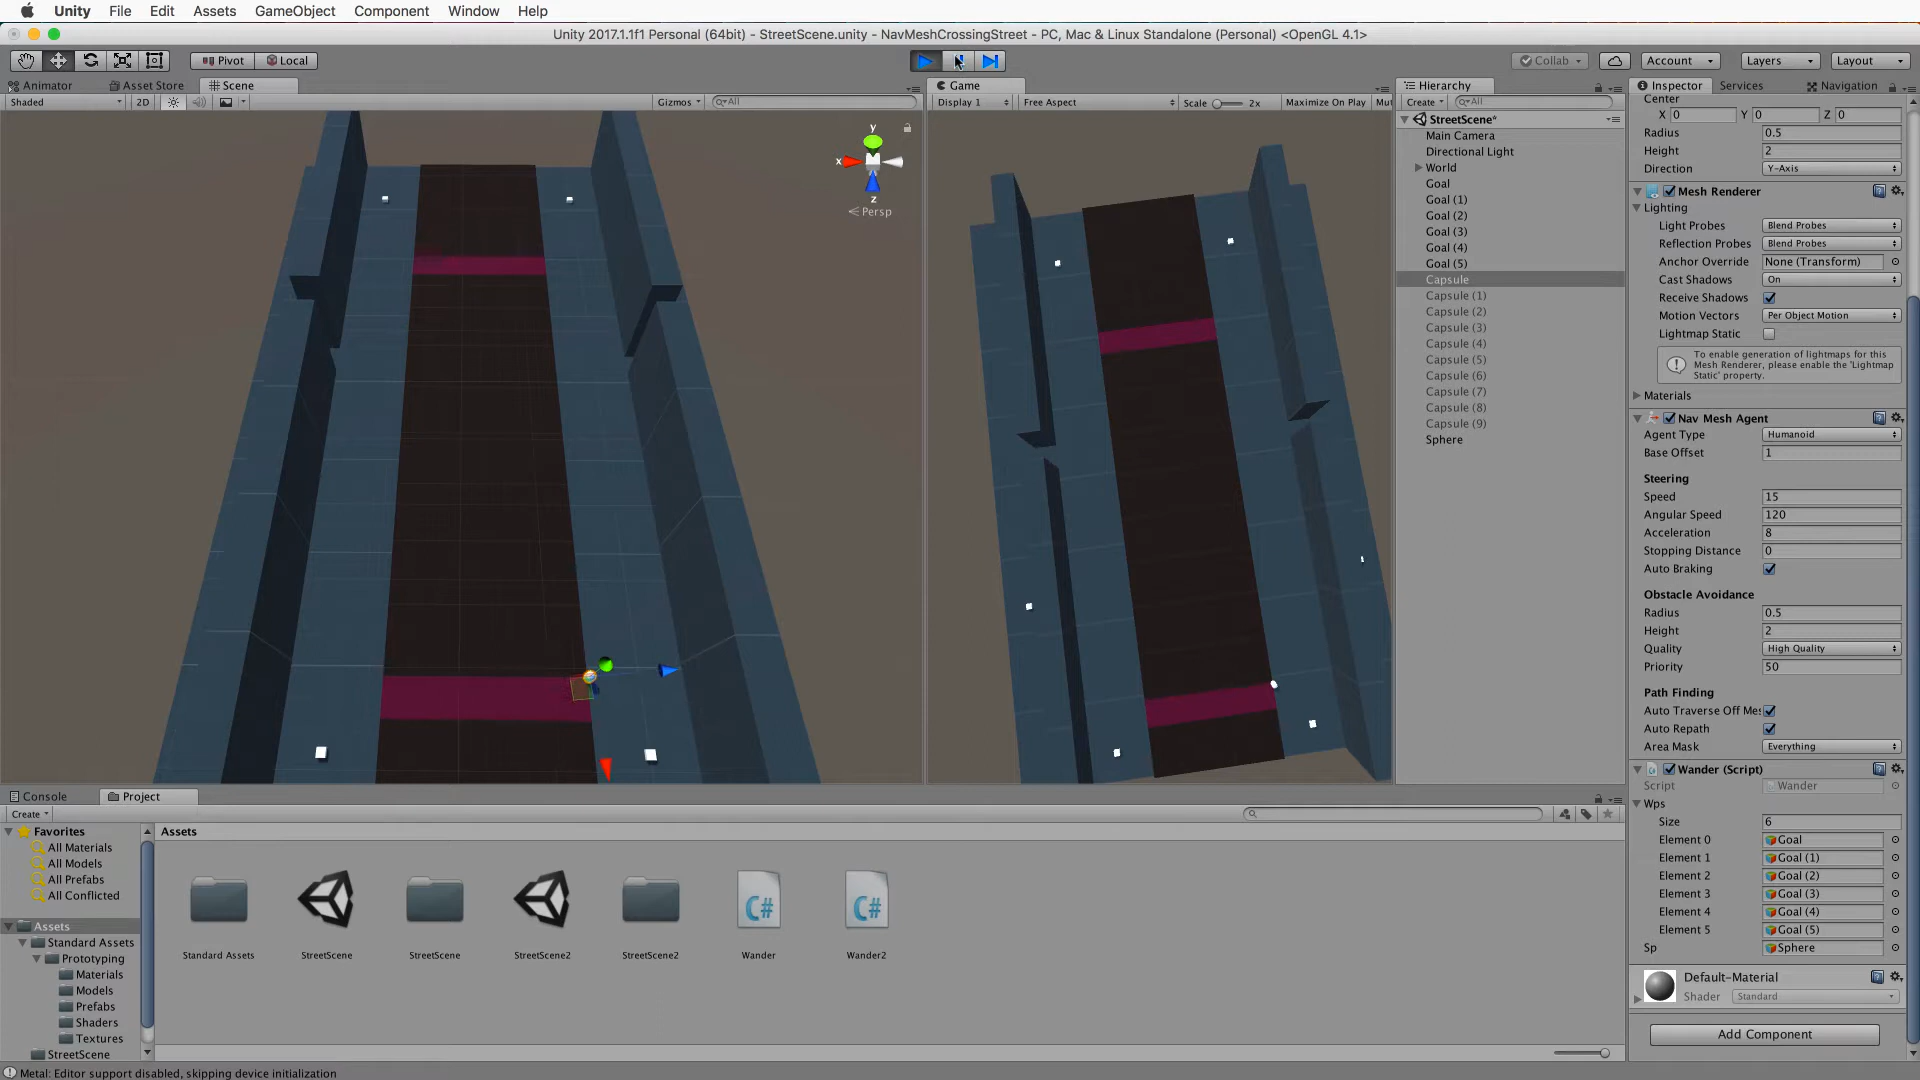 Unity File Edit Assets GameObject Component Window Help
Unity 2017.1.1f1 Personal (64bit) - StreetScene.unity - NavMeshCrossingStreet - PC, Mac & Linux Standalone (Personal) <OpenGL 4.1>
Pivot Local
Collab Account Layers Layout
Animator Asset Store Scene
Shaded 2D Gizmos All
y
x
z
Persp
Game
Display 1 Free Aspect Scale 2x Maximize On Play Mut
Hierarchy
Create All
StreetScene*
Main Camera
Directional Light
World
Goal
Goal (1)
Goal (2)
Goal (3)
Goal (4)
Goal (5)
Capsule
Capsule (1)
Capsule (2)
Capsule (3)
Capsule (4)
Capsule (5)
Capsule (6)
Capsule (7)
Capsule (8)
Capsule (9)
Sphere
Inspector Services Navigation
Center
X 0 Y 0 Z 0
Radius 0.5
Height 2
Direction Y-Axis
Mesh Renderer
Lighting
Light Probes Blend Probes
Reflection Probes Blend Probes
Anchor Override None (Transform)
Cast Shadows On
Receive Shadows
Motion Vectors Per Object Motion
Lightmap Static
To enable generation of lightmaps for this
Mesh Renderer, please enable the 'Lightmap
Static' property.
Materials
Nav Mesh Agent
Agent Type Humanoid
Base Offset 1
Steering
Speed 15
Angular Speed 120
Acceleration 8
Stopping Distance 0
Auto Braking
Obstacle Avoidance
Radius 0.5
Height 2
Quality High Quality
Priority 50
Path Finding
Auto Traverse Off Mes
Auto Repath
Area Mask Everything
Wander (Script)
Script Wander
Wps
Size 6
Element 0 Goal
Element 1 Goal (1)
Element 2 Goal (2)
Element 3 Goal (3)
Element 4 Goal (4)
Element 5 Goal (5)
Sp Sphere
Default-Material
Shader Standard
Add Component
Console Project
Create
Favorites
All Materials
All Models
All Prefabs
All Conflicted
Assets
Standard Assets
Prototyping
Materials
Models
Prefabs
Shaders
Textures
StreetScene
Assets
C# C#
Standard Assets StreetScene StreetScene StreetScene2 StreetScene2 Wander Wander2
Metal: Editor support disabled, skipping device initialization